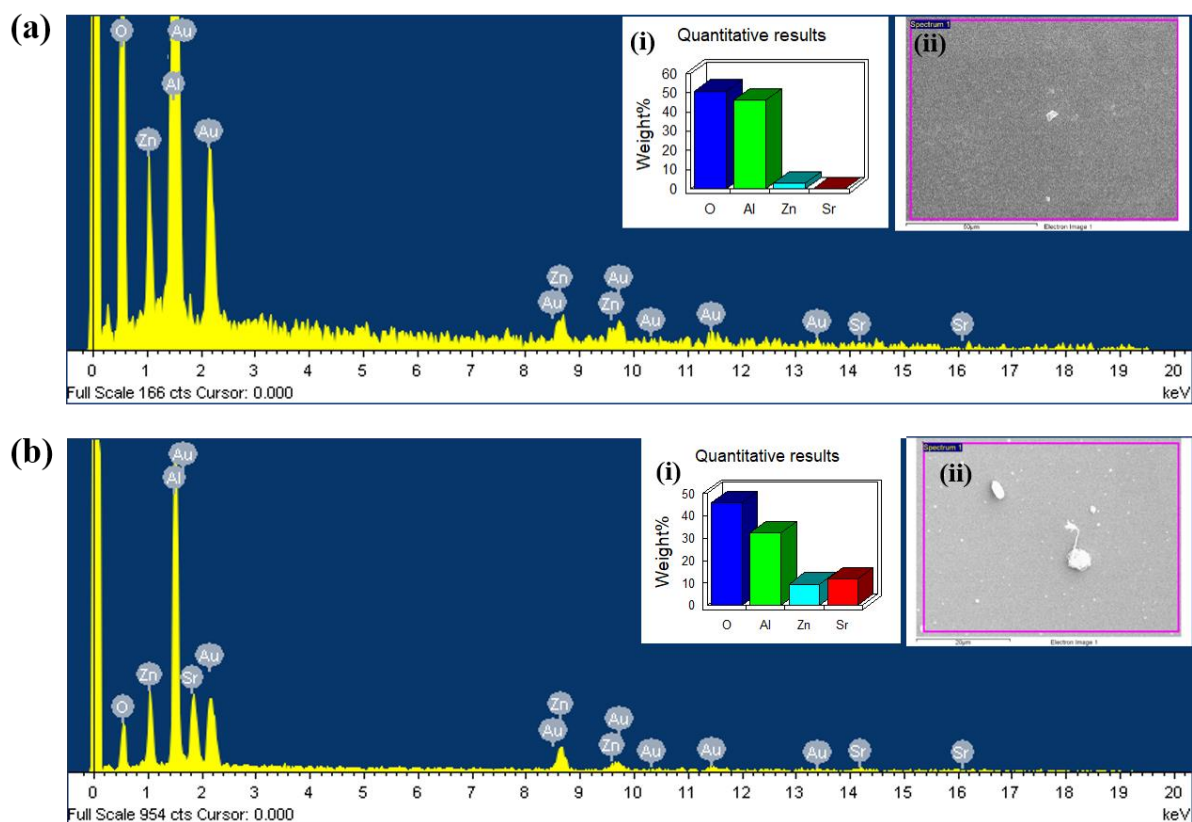 (a)
O
Au
Al
Zn
Au
(i)
Quantitative results
Weight%
60
50
40
30
20
10
0
O Al Zn Sr
Spectrum 1
(ii)
50µm Electron Image 1
Zn Au
Au Zn Au Au Au Sr Sr
0 1 2 3 4 5 6 7 8 9 10 11 12 13 14 15 16 17 18 19 20
Full Scale 166 cts Cursor: 0.000 keV
(b)
Au
Al
O Zn Sr Au
(i)
Quantitative results
Weight%
50
40
30
20
10
0
O Al Zn Sr
Spectrum 1
(ii)
20µm Electron Image 1
Zn Au
Au Zn Au Au Au Sr Sr
0 1 2 3 4 5 6 7 8 9 10 11 12 13 14 15 16 17 18 19 20
Full Scale 954 cts Cursor: 0.000 keV